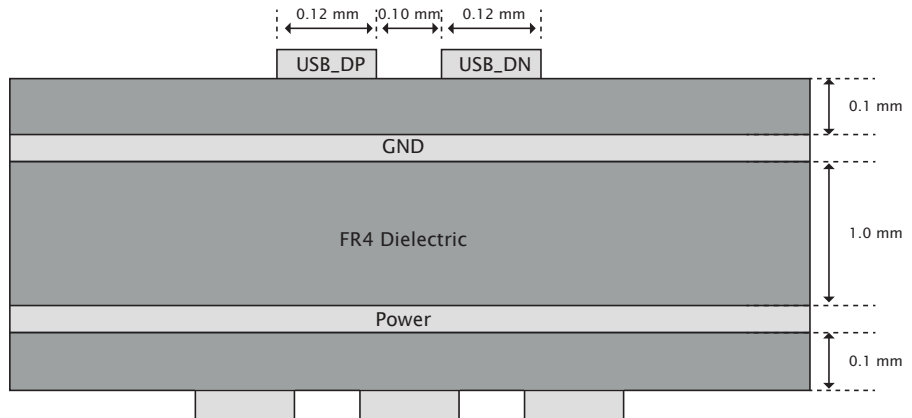 0.12 mm 0.10 mm 0.12 mm
USB_DP USB_DN
0.1 mm
GND
FR4 Dielectric
1.0 mm
Power
0.1 mm